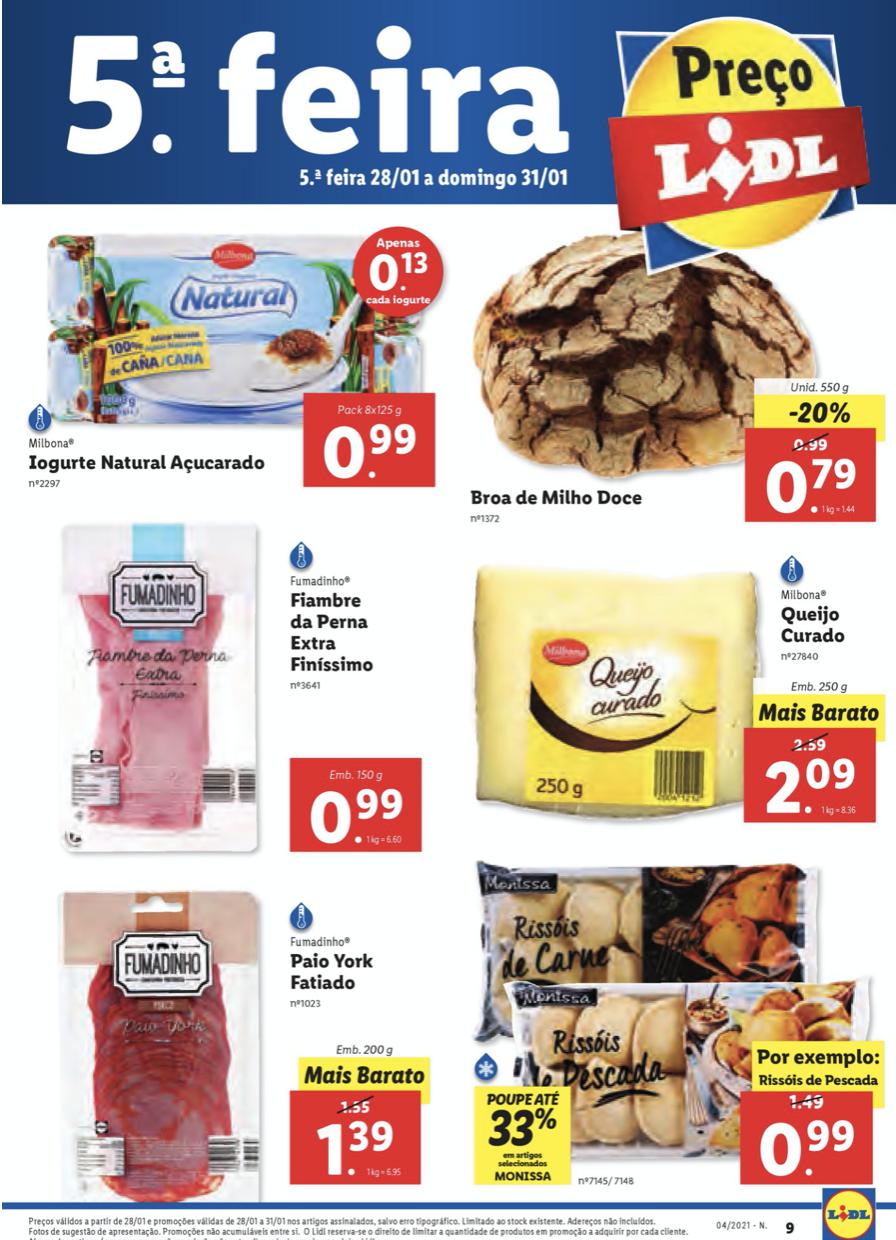 5.ª feira
5.ª feira 28/01 a domingo 31/01
Preço
LIDL
Milbona
Natural
100%
de CAÑA/CANA
Apenas
0.13
cada iogurte
Pack 8x125 g
0.99
Milbona®
Iogurte Natural Açucarado
nº2297
Unid. 550 g
-20%
0.99
0.79
1 kg = 1.44
Broa de Milho Doce
nº1372
FUMADINHO
Fiambre da Perna
Extra
Finíssimo
Fumadinho®
Fiambre
da Perna
Extra
Finíssimo
nº3641
Emb. 150 g
0.99
1 kg = 6.60
Milbona
Queijo
curado
250 g
Milbona®
Queijo
Curado
nº27840
Emb. 250 g
Mais Barato
2.59
2.09
1 kg = 8.36
FUMADINHO
Paio York
Fumadinho®
Paio York
Fatiado
nº1023
Emb. 200 g
Mais Barato
1.55
1.39
1 kg = 6.95
Monissa
Rissóis
de Carne
Monissa
Rissóis
de Pescada
POUPE ATÉ
33%
em artigos
selecionados
MONISSA
nº7145/ 7148
Por exemplo:
Rissóis de Pescada
1.49
0.99
Preços válidos a partir de 28/01 e promoções válidas de 28/01 a 31/01 nos artigos assinalados, salvo erro tipográfico. Limitado ao stock existente. Adereços não incluídos.
Fotos de sugestão de apresentação. Promoções não acumuláveis entre si. O Lidl reserva-se o direito de limitar a quantidade de produtos em promoção a adquirir por cada cliente.
04/2021 - N.
9
LIDL